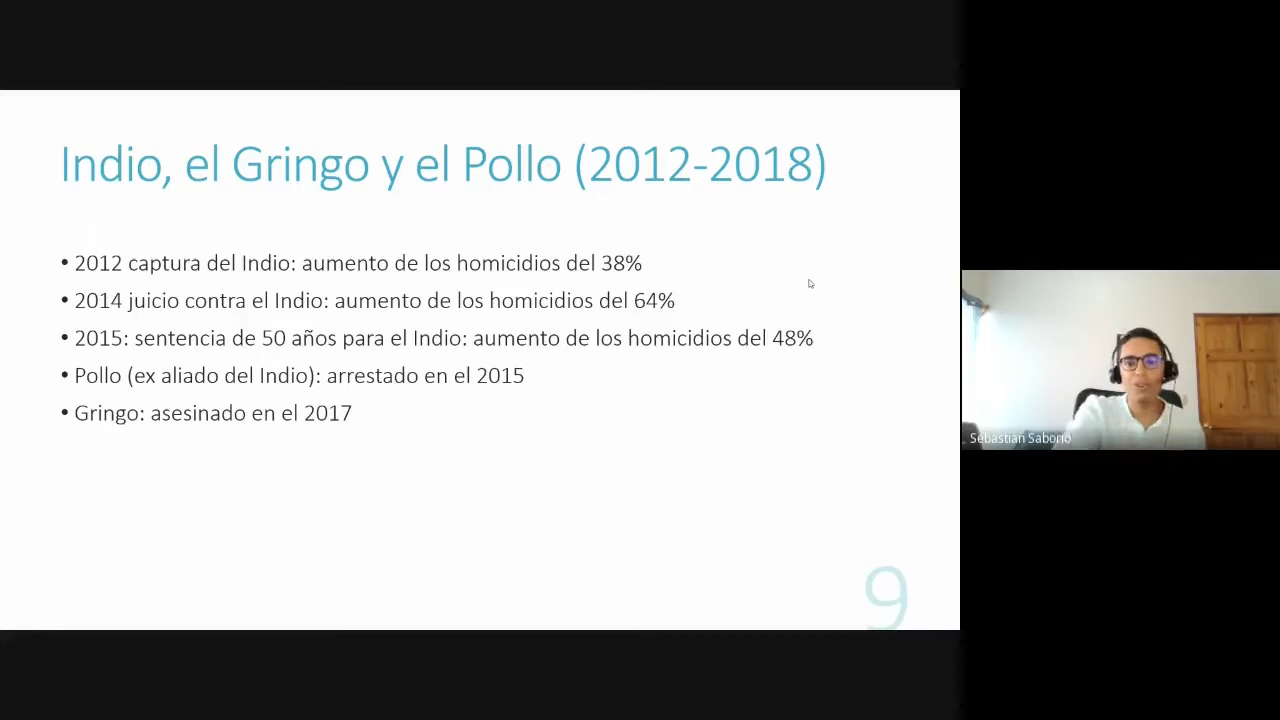 Indio, el Gringo y el Pollo (2012-2018)
• 2012 captura del Indio: aumento de los homicidios del 38%
• 2014 juicio contra el Indio: aumento de los homicidios del 64%
• 2015: sentencia de 50 años para el Indio: aumento de los homicidios del 48%
• Pollo (ex aliado del Indio): arrestado en el 2015
• Gringo: asesinado en el 2017
9
Sebastian Saborio